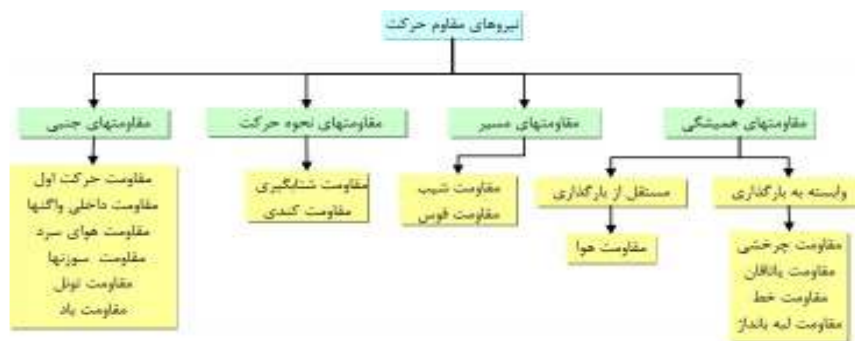 نیروهای مقاوم حرکت
مقاومتهای همیشگی
مقاومتهای مسیر
مقاومتهای نحوه حرکت
مقاومتهای جنبی
وابسته به بارگذاری
مستقل از بارگذاری
مقاومت چرخشی
مقاومت یاتاقان
مقاومت خط
مقاومت لبه بانداژ
مقاومت هوا
مقاومت شیب
مقاومت قوس
مقاومت شتابگیری
مقاومت کندی
مقاومت حرکت اول
مقاومت داخلی واگنها
مقاومت هوای سرد
مقاومت سوزنها
مقاومت تونل
مقاومت باد